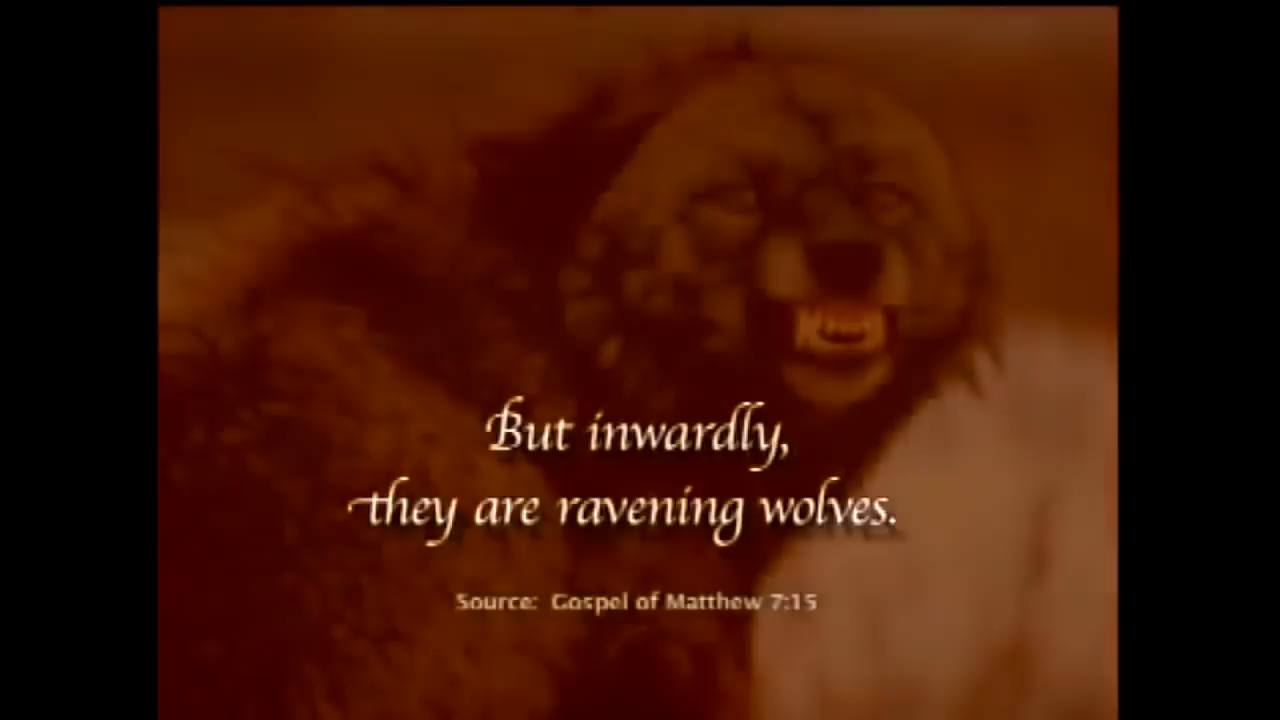 But inwardly,
they are ravening wolves.
Source: Gospel of Matthew 7:15